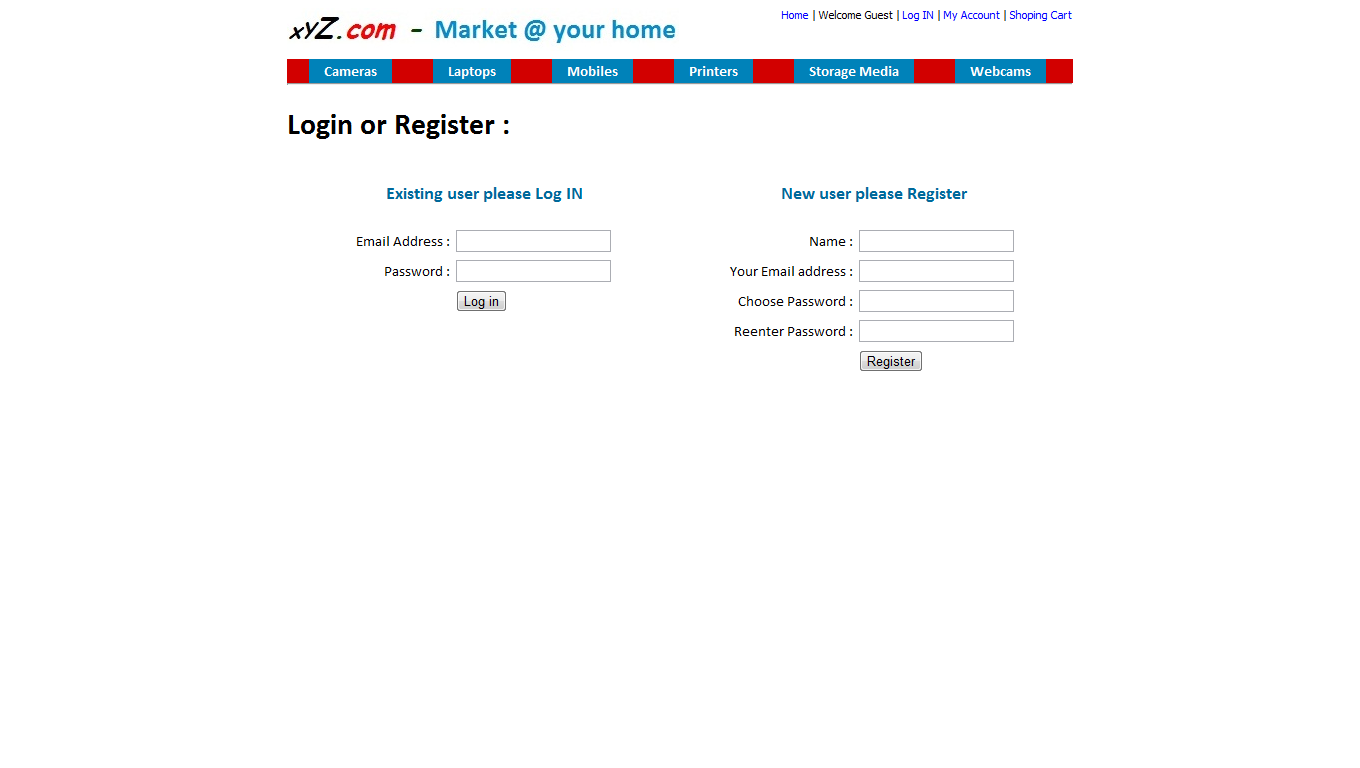 Home | Welcome Guest | Log IN | My Account | Shoping Cart
xyZ.com - Market @ your home
Cameras Laptops Mobiles Printers Storage Media Webcams
Login or Register :
Existing user please Log IN
Email Address :
Password :
Log in
New user please Register
Name :
Your Email address :
Choose Password :
Reenter Password :
Register